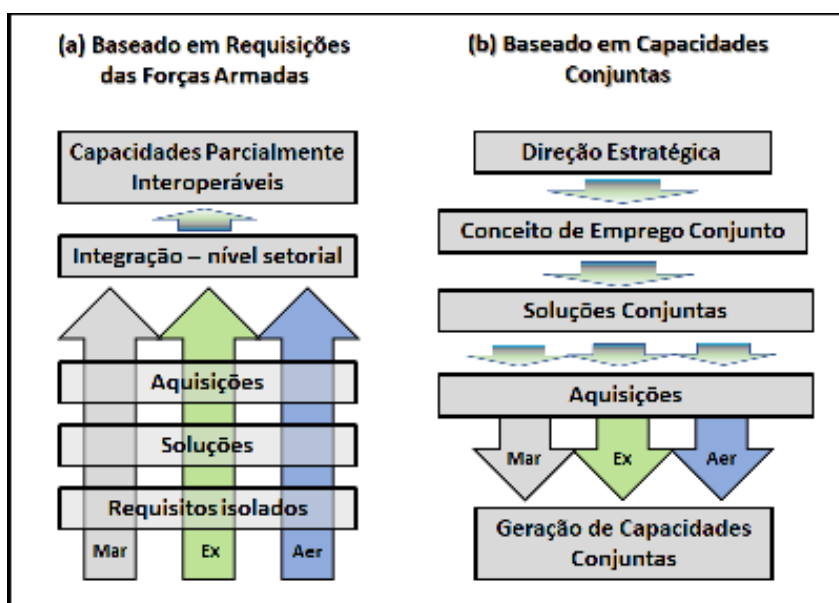 (a) Baseado em Requisições
das Forças Armadas
Capacidades Parcialmente
Interoperáveis
Integração – nível setorial
Aquisições
Soluções
Requisitos isolados
Mar
Ex
Aer
(b) Baseado em Capacidades
Conjuntas
Direção Estratégica
Conceito de Emprego Conjunto
Soluções Conjuntas
Aquisições
Mar
Ex
Aer
Geração de Capacidades
Conjuntas